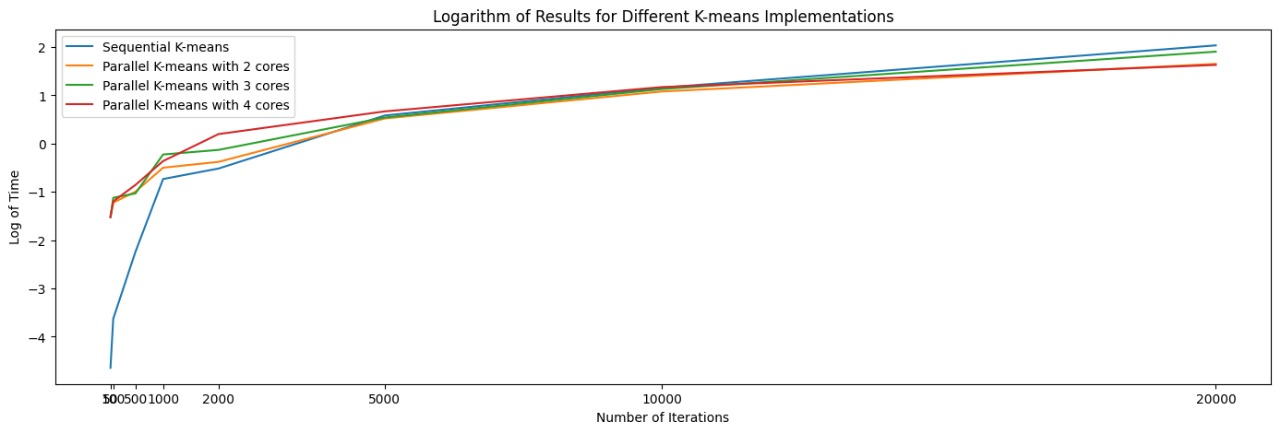 Logarithm of Results for Different K-means Implementations
Sequential K-means
Parallel K-means with 2 cores
Parallel K-means with 3 cores
Parallel K-means with 4 cores
2
1
0
−1
−2
−3
−4
Log of Time
500 1000 2000 5000 10000 20000
Number of Iterations